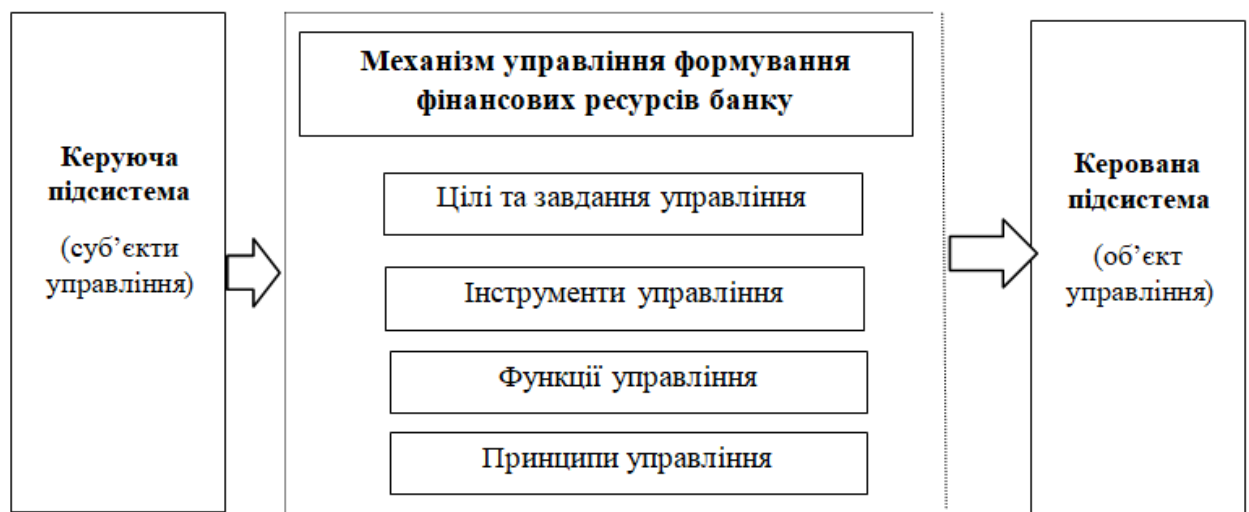 Керуюча
підсистема
(суб’єкти
управління)
Механізм управління формування
фінансових ресурсів банку
Цілі та завдання управління
Інструменти управління
Функції управління
Принципи управління
Керована
підсистема
(об’єкт
управління)